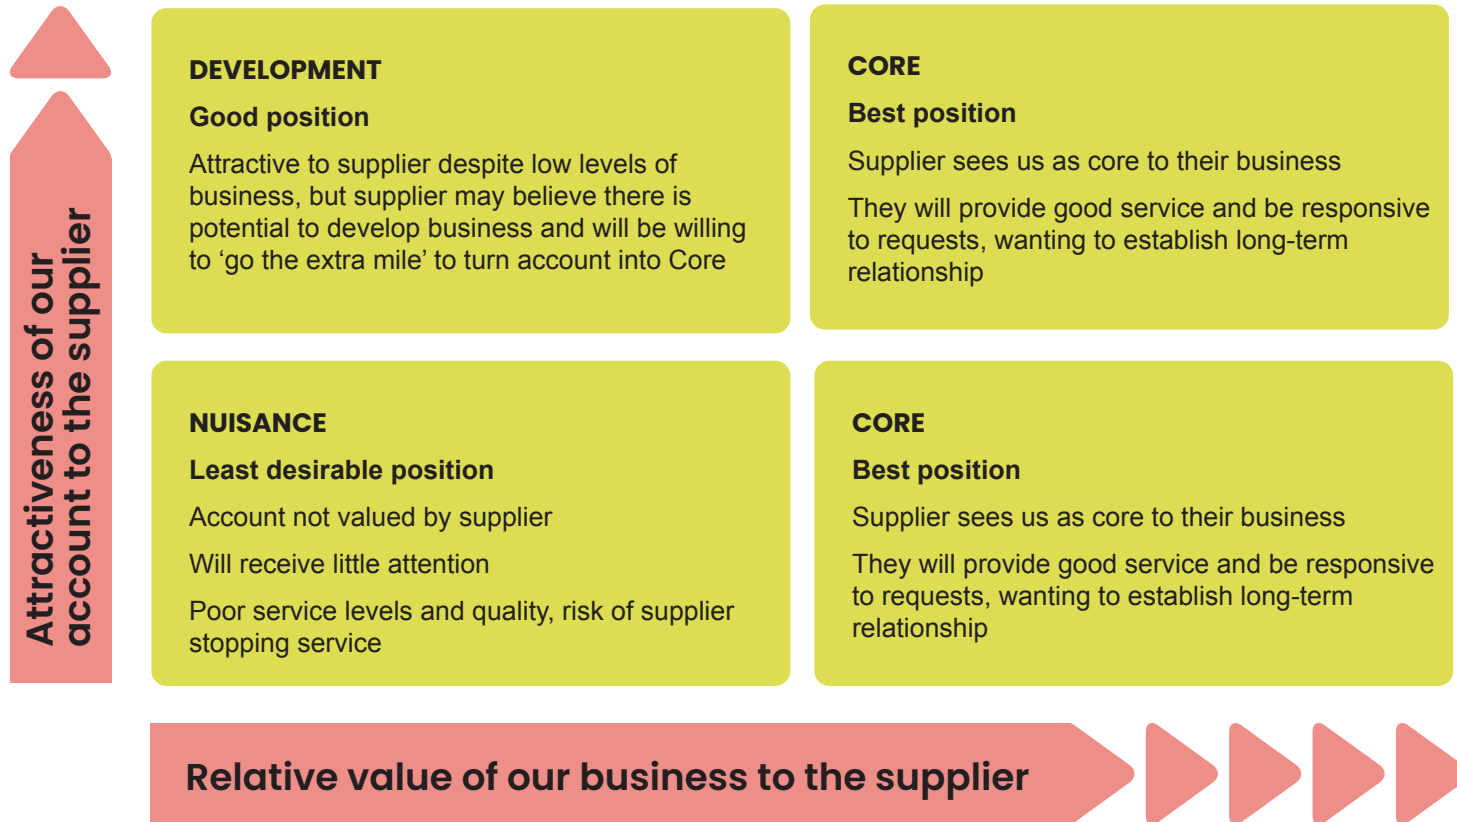 Attractiveness of our
account to the supplier
DEVELOPMENT
Good position
Attractive to supplier despite low levels of
business, but supplier may believe there is
potential to develop business and will be willing
to ‘go the extra mile’ to turn account into Core
CORE
Best position
Supplier sees us as core to their business
They will provide good service and be responsive
to requests, wanting to establish long-term
relationship
NUISANCE
Least desirable position
Account not valued by supplier
Will receive little attention
Poor service levels and quality, risk of supplier
stopping service
CORE
Best position
Supplier sees us as core to their business
They will provide good service and be responsive
to requests, wanting to establish long-term
relationship
Relative value of our business to the supplier